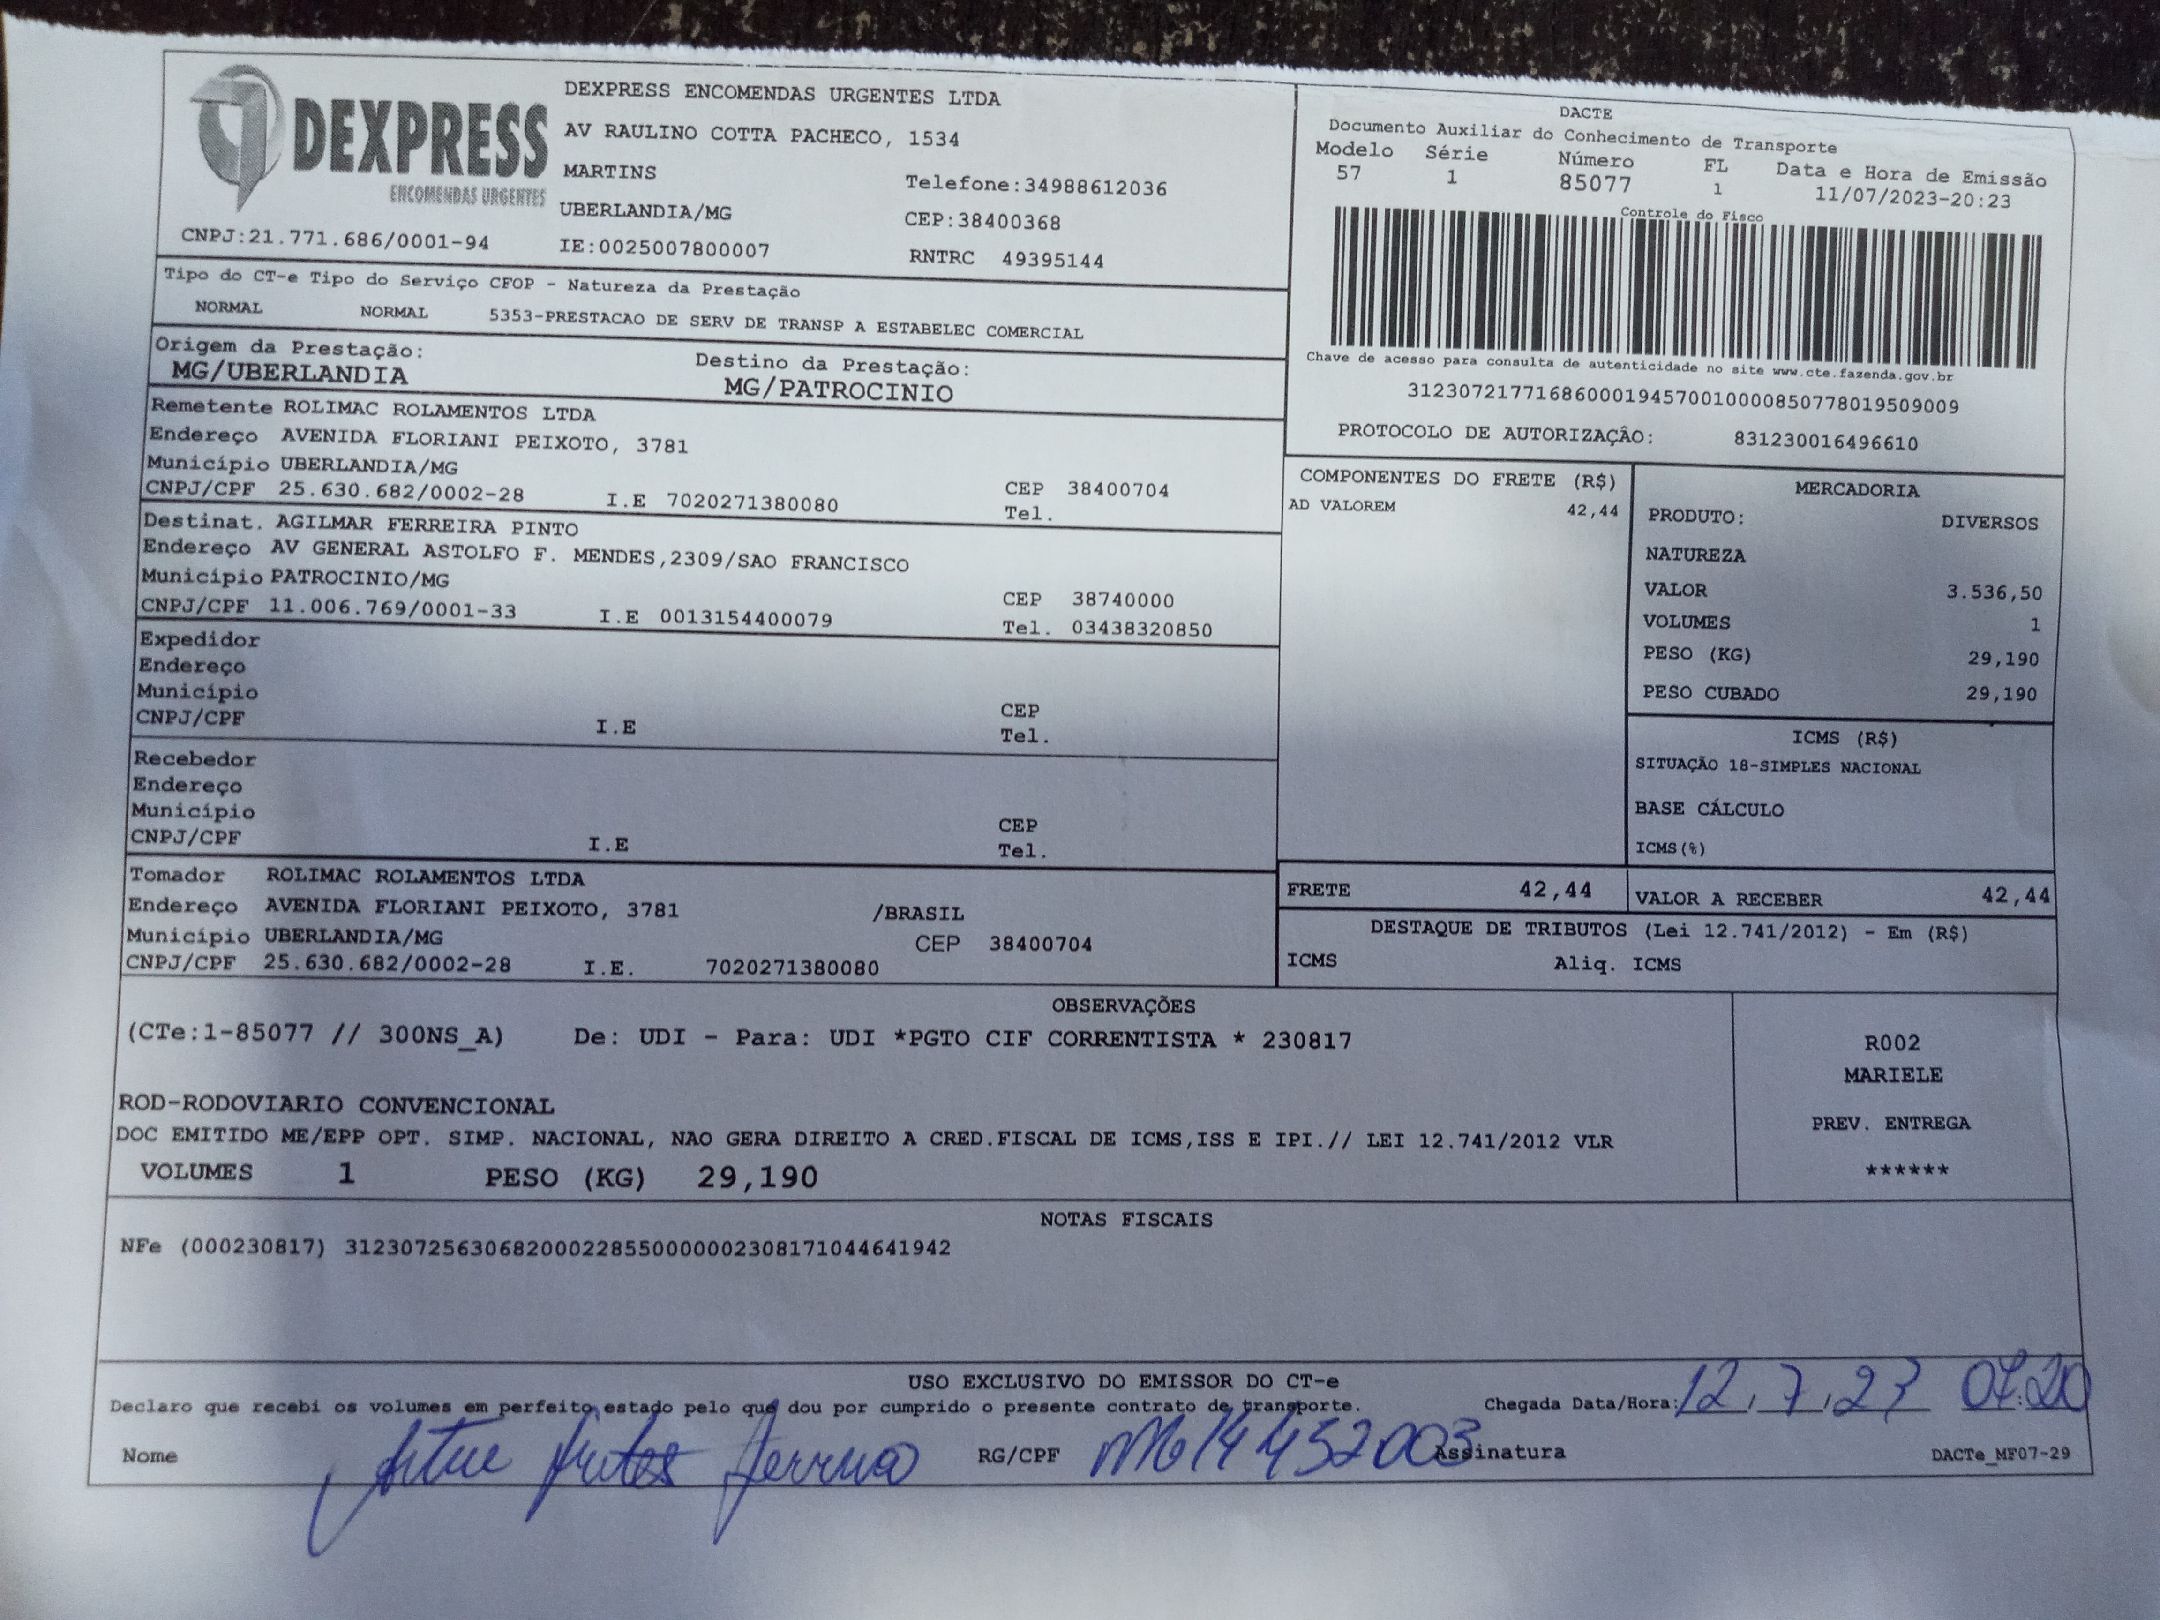 DEXPRESS
ENCOMENDAS URGENTES
CNPJ:21.771.686/0001-94
DEXPRESS ENCOMENDAS URGENTES LTDA
AV RAULINO COTTA PACHECO, 1534
MARTINS
Telefone:34988612036
UBERLANDIA/MG
CEP:38400368
IE:0025007800007
RNTRC 49395144
DACTE
Documento Auxiliar do Conhecimento de Transporte
Modelo Série Número FL Data e Hora de Emissão
57 1 85077 1 11/07/2023-20:23
Controle do Fisco
Chave de acesso para consulta de autenticidade no site www.cte.fazenda.gov.br
31230721771686000194570010000850778019509009
PROTOCOLO DE AUTORIZAÇÂO: 831230016496610
Tipo do CT-e Tipo do Serviço CFOP - Natureza da Prestação
NORMAL NORMAL 5353-PRESTACAO DE SERV DE TRANSP A ESTABELEC COMERCIAL
Origem da Prestação: Destino da Prestação:
MG/UBERLANDIA MG/PATROCINIO
Remetente ROLIMAC ROLAMENTOS LTDA
Endereço AVENIDA FLORIANI PEIXOTO, 3781
Município UBERLANDIA/MG
CEP 38400704
CNPJ/CPF 25.630.682/0002-28 I.E 7020271380080 Tel.
Destinat. AGILMAR FERREIRA PINTO
Endereço AV GENERAL ASTOLFO F. MENDES,2309/SAO FRANCISCO
Município PATROCINIO/MG
CEP 38740000
CNPJ/CPF 11.006.769/0001-33 I.E 0013154400079 Tel. 03438320850
Expedidor
Endereço
Município
CEP
CNPJ/CPF I.E Tel.
Recebedor
Endereço
Município
CEP
CNPJ/CPF I.E Tel.
Tomador ROLIMAC ROLAMENTOS LTDA
Endereço AVENIDA FLORIANI PEIXOTO, 3781 /BRASIL
Município UBERLANDIA/MG CEP 38400704
CNPJ/CPF 25.630.682/0002-28 I.E. 7020271380080
COMPONENTES DO FRETE (R$)
AD VALOREM 42,44
MERCADORIA
PRODUTO: DIVERSOS
NATUREZA
VALOR 3.536,50
VOLUMES 1
PESO (KG) 29,190
PESO CUBADO 29,190
ICMS (R$)
SITUAÇÃO 18-SIMPLES NACIONAL
BASE CÁLCULO
ICMS(%)
FRETE 42,44 VALOR A RECEBER 42,44
DESTAQUE DE TRIBUTOS (Lei 12.741/2012) - Em (R$)
ICMS Aliq. ICMS
OBSERVAÇÕES
(CTe:1-85077 // 300NS_A) De: UDI - Para: UDI *PGTO CIF CORRENTISTA * 230817
ROD-RODOVIARIO CONVENCIONAL
DOC EMITIDO ME/EPP OPT. SIMP. NACIONAL, NAO GERA DIREITO A CRED.FISCAL DE ICMS,ISS E IPI.// LEI 12.741/2012 VLR
VOLUMES 1 PESO (KG) 29,190
R002
MARIELE
PREV. ENTREGA
******
NOTAS FISCAIS
NFe (000230817) 31230725630682000228550000002308171044641942
USO EXCLUSIVO DO EMISSOR DO CT-e
Declaro que recebi os volumes em perfeito estado pelo que dou por cumprido o presente contrato de transporte.
Chegada Data/Hora: 12,7,23 07:20
Nome RG/CPF MG14452003 Assinatura
DACTe_MF07-29